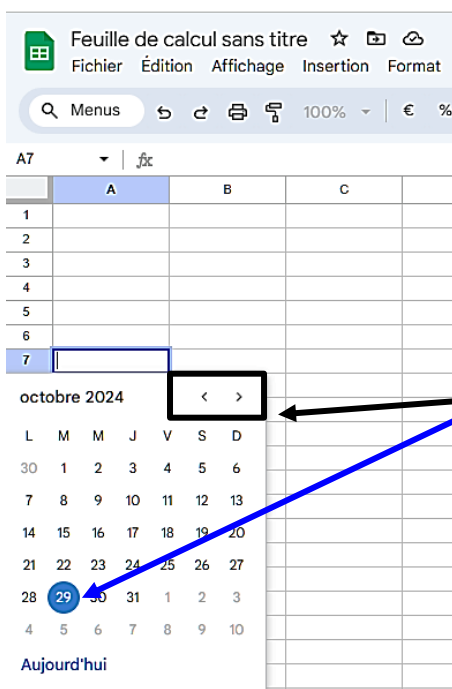 Feuille de calcul sans titre
Fichier Édition Affichage Insertion Format
Menus 100% € %
A7 fx
A B C
1
2
3
4
5
6
7
octobre 2024 < >
L M M J V S D
30 1 2 3 4 5 6
7 8 9 10 11 12 13
14 15 16 17 18 19 20
21 22 23 24 25 26 27
28 29 30 31 1 2 3
4 5 6 7 8 9 10
Aujourd'hui